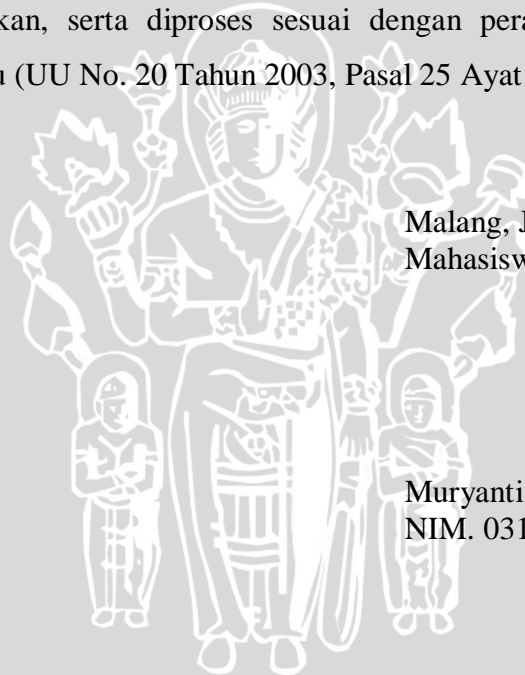 kan, serta diproses sesuai dengan pera
u (UU No. 20 Tahun 2003, Pasal 25 Ayat
Malang, J
Mahasisw
Muryanti
NIM. 031